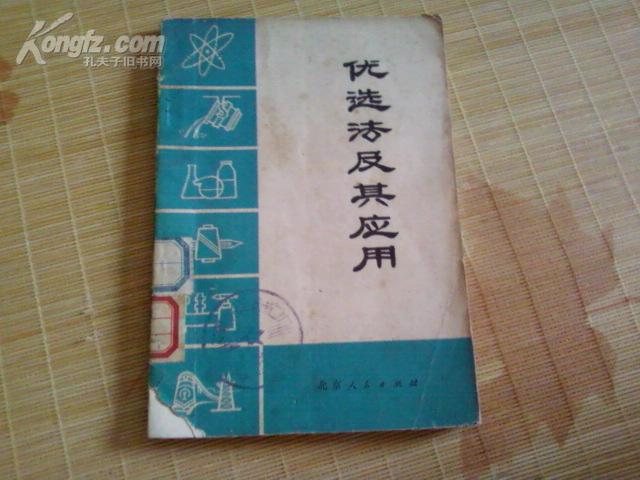 Kongfz.com
孔夫子旧书网
优选法及其应用
北京人民出版社